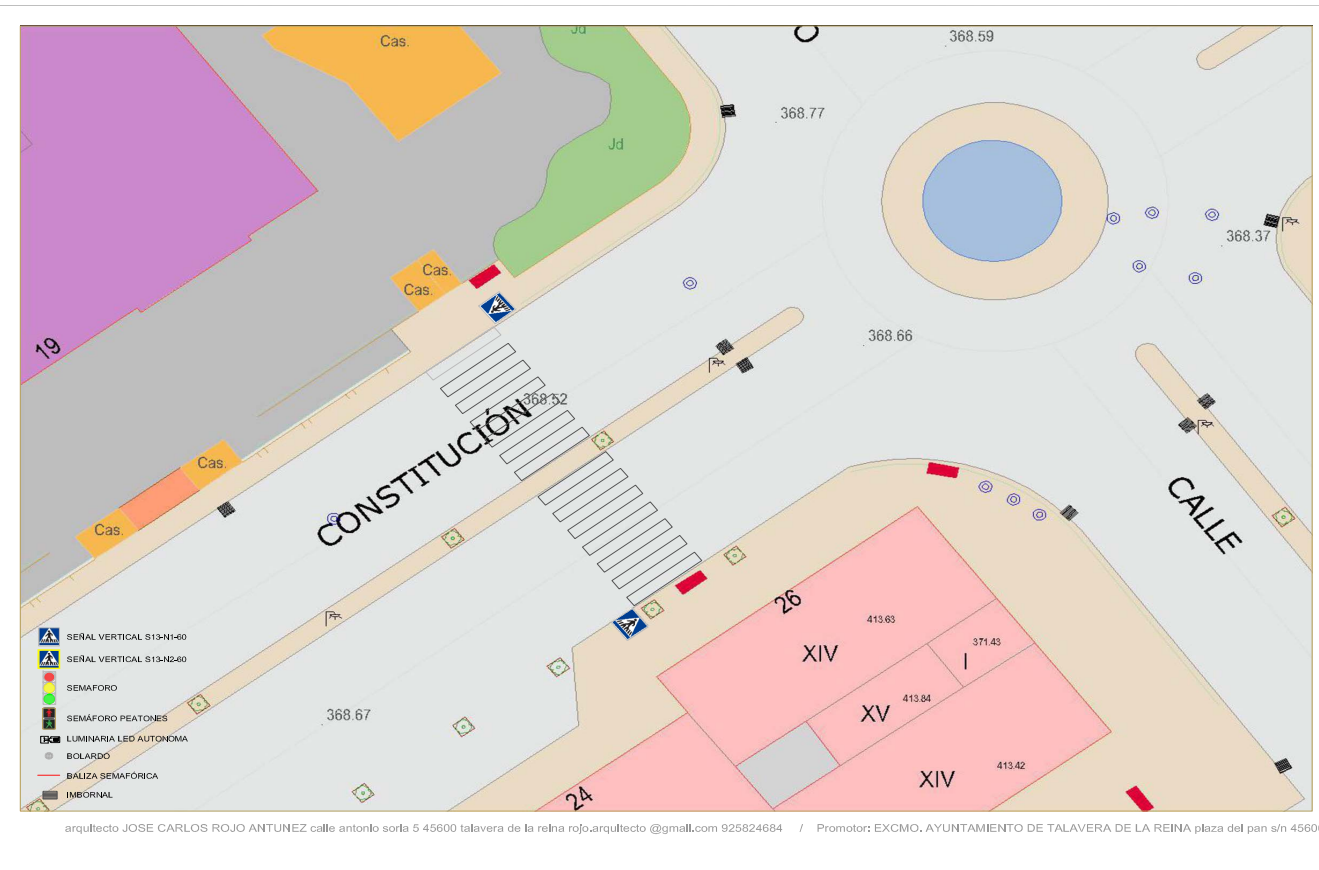 Jd
Cas.
O
368.59
368.77
Jd
368.37
Cas.
Cas.
19
368.66
368.52
CONSTITUCIÓN
Cas.
Cas.
CALLE
26
413.63
XIV
371.43
I
413.84
XV
368.67
413.42
XIV
24
SEÑAL VERTICAL S13-N1-60
SEÑAL VERTICAL S13-N2-60
SEMAFORO
SEMÁFORO PEATONES
LUMINARIA LED AUTONOMA
BOLARDO
BALIZA SEMAFÓRICA
IMBORNAL
arquitecto JOSE CARLOS ROJO ANTUNEZ calle antonio soria 5 45600 talavera de la reina rojo.arquitecto @gmail.com 925824684 / Promotor: EXCMO. AYUNTAMIENTO DE TALAVERA DE LA REINA plaza del pan s/n 4560